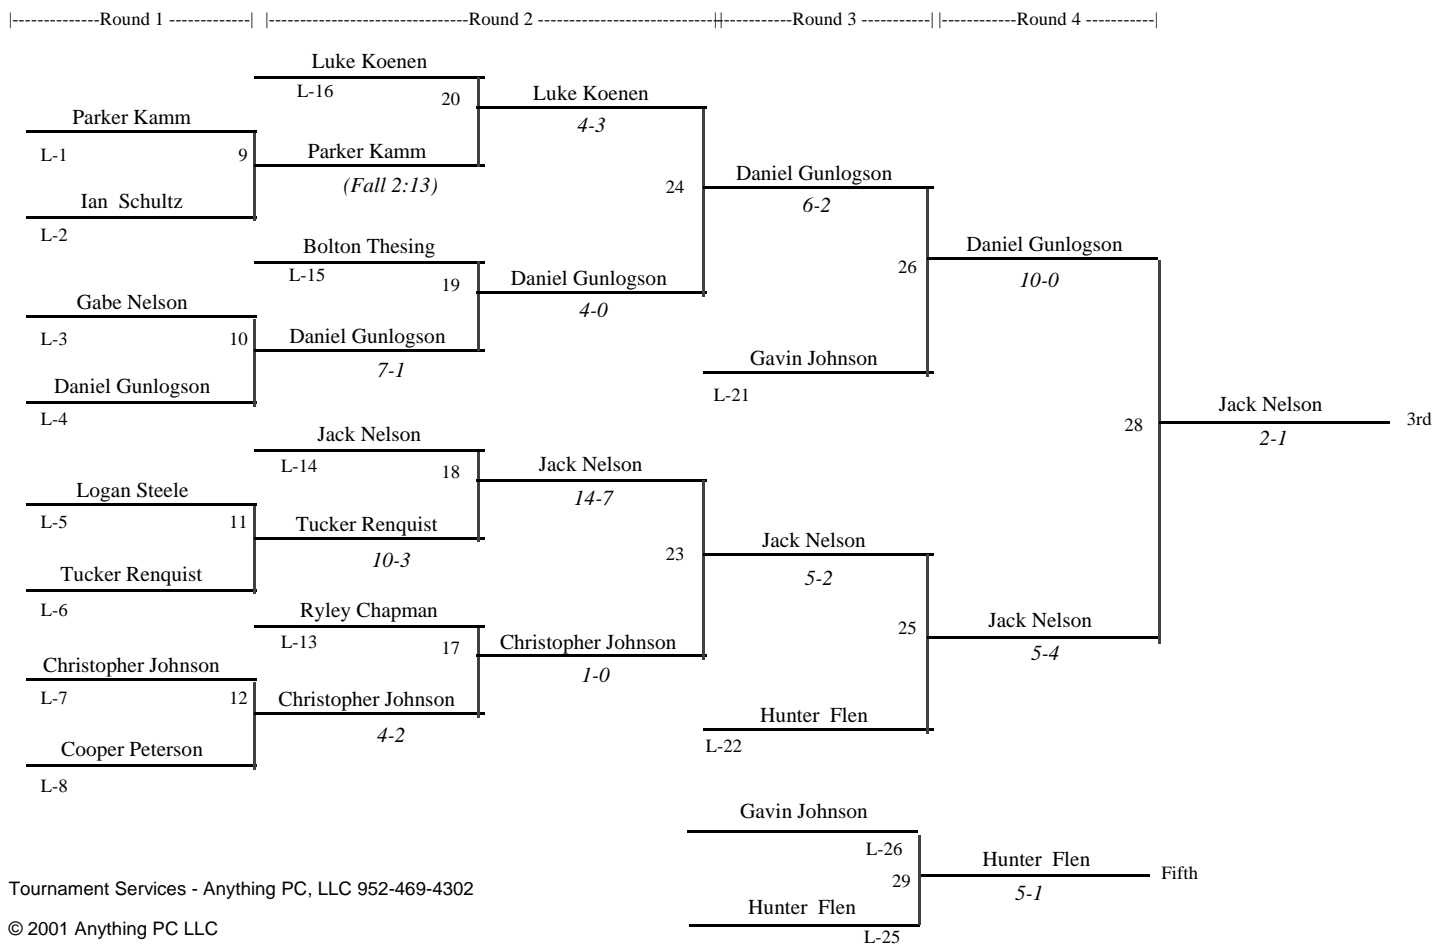 |-------------Round 1 -------------| |--------------------------------Round 2 -----------------------------||------------Round 3 -----------| |------------Round 4 -----------|
Luke Koenen
L-16 20 Luke Koenen
Parker Kamm 4-3
L-1 9 Parker Kamm
(Fall 2:13) 24 Daniel Gunlogson
Ian  Schultz 6-2
L-2
Bolton Thesing Daniel Gunlogson
L-15 19 Daniel Gunlogson 26 10-0
Gabe Nelson 4-0
L-3 10 Daniel Gunlogson
7-1 Gavin Johnson
Daniel Gunlogson L-21
L-4 Jack Nelson
28 2-1 3rd
Jack Nelson
L-14 18 Jack Nelson
14-7
Logan Steele
L-5 11 Tucker Renquist
10-3 23 Jack Nelson
5-2
Tucker Renquist
L-6
Ryley Chapman
L-13 17 Christopher Johnson 25 Jack Nelson
1-0 5-4
Christopher Johnson
L-7 12 Christopher Johnson
4-2 Hunter  Flen
L-22
Cooper Peterson
L-8
Gavin Johnson
L-26
29 Hunter  Flen Fifth
5-1
Hunter  Flen
L-25
Tournament Services - Anything PC, LLC 952-469-4302
© 2001 Anything PC LLC